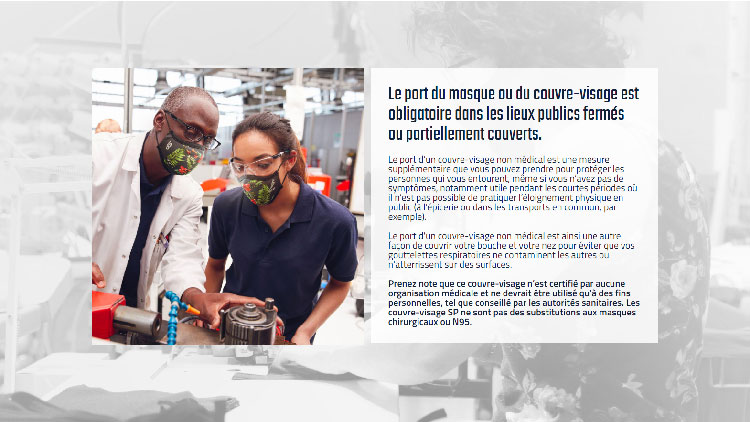 Le port du masque ou du couvre-visage est
obligatoire dans les lieux publics fermés
ou partiellement couverts.
Le port d'un couvre-visage non médical est une mesure
supplémentaire que vous pouvez prendre pour protéger les
personnes qui vous entourent, même si vous n'avez pas de
symptômes, notamment utile pendant les courtes périodes où
il n'est pas possible de pratiquer l'éloignement physique en
public (à l'épicerie ou dans les transports en commun, par
exemple).
Le port d'un couvre-visage non médical est ainsi une autre
façon de couvrir votre bouche et votre nez pour éviter que vos
gouttelettes respiratoires ne contaminent les autres ou
n'atterrissent sur des surfaces.
Prenez note que ce couvre-visage n'est certifié par aucune
organisation médicale et ne devrait être utilisé qu'à des fins
personnelles, tel que conseillé par les autorités sanitaires. Les
couvre-visage SP ne sont pas des substitutions aux masques
chirurgicaux ou N95.